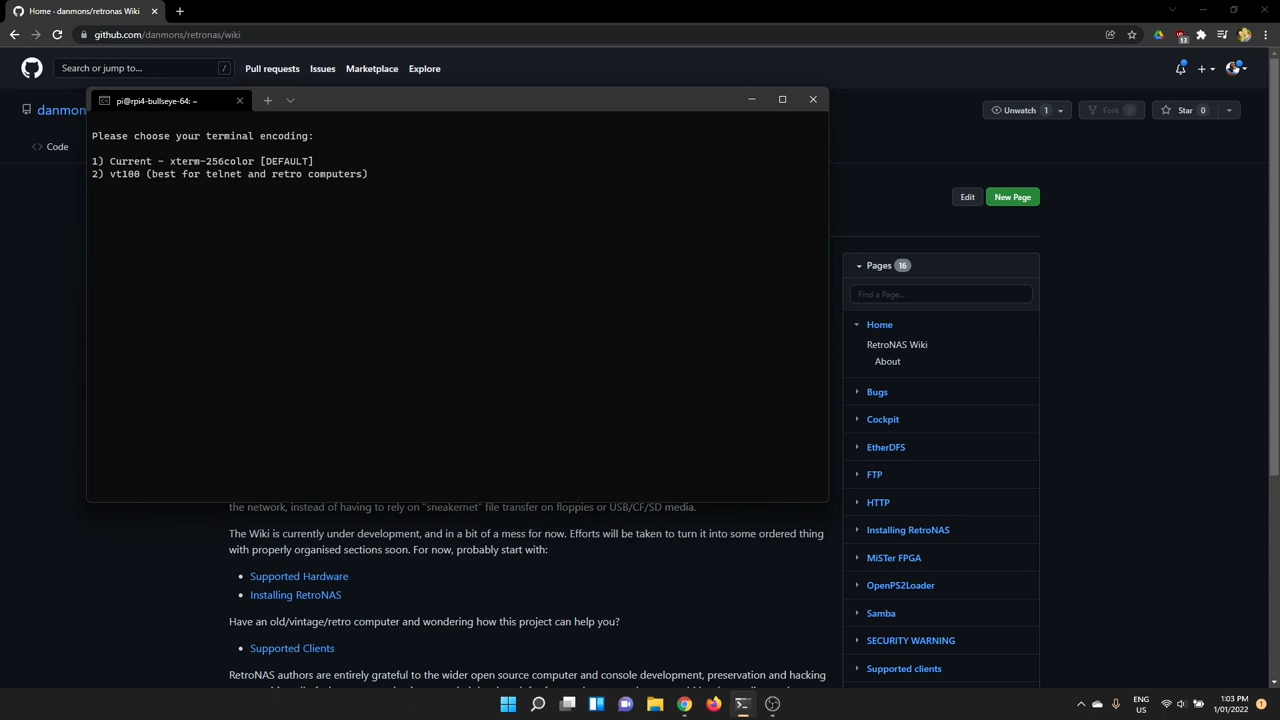 Home · danmons/retronas Wiki
github.com/danmons/retronas/wiki
13
Search or jump to...
/
Pull requests
Issues
Marketplace
Explore
danmon
Unwatch 1
Fork 0
Star 0
Code
pi@rpi4-bullseye-64: ~
Please choose your terminal encoding:
1) Current - xterm-256color [DEFAULT]
2) vt100 (best for telnet and retro computers)
Edit
New Page
Pages 16
Find a Page...
Home
RetroNAS Wiki
About
Bugs
Cockpit
EtherDFS
FTP
HTTP
Installing RetroNAS
MiSTer FPGA
OpenPS2Loader
Samba
SECURITY WARNING
Supported clients
the network, instead of having to rely on "sneakernet" file transfer on floppies or USB/CF/SD media.
The Wiki is currently under development, and in a bit of a mess for now. Efforts will be taken to turn it into some ordered thing
with properly organised sections soon. For now, probably start with:
Supported Hardware
Installing RetroNAS
Have an old/vintage/retro computer and wondering how this project can help you?
Supported Clients
RetroNAS authors are entirely grateful to the wider open source computer and console development, preservation and hacking
ENG
US
1:03 PM
1/01/2022
1